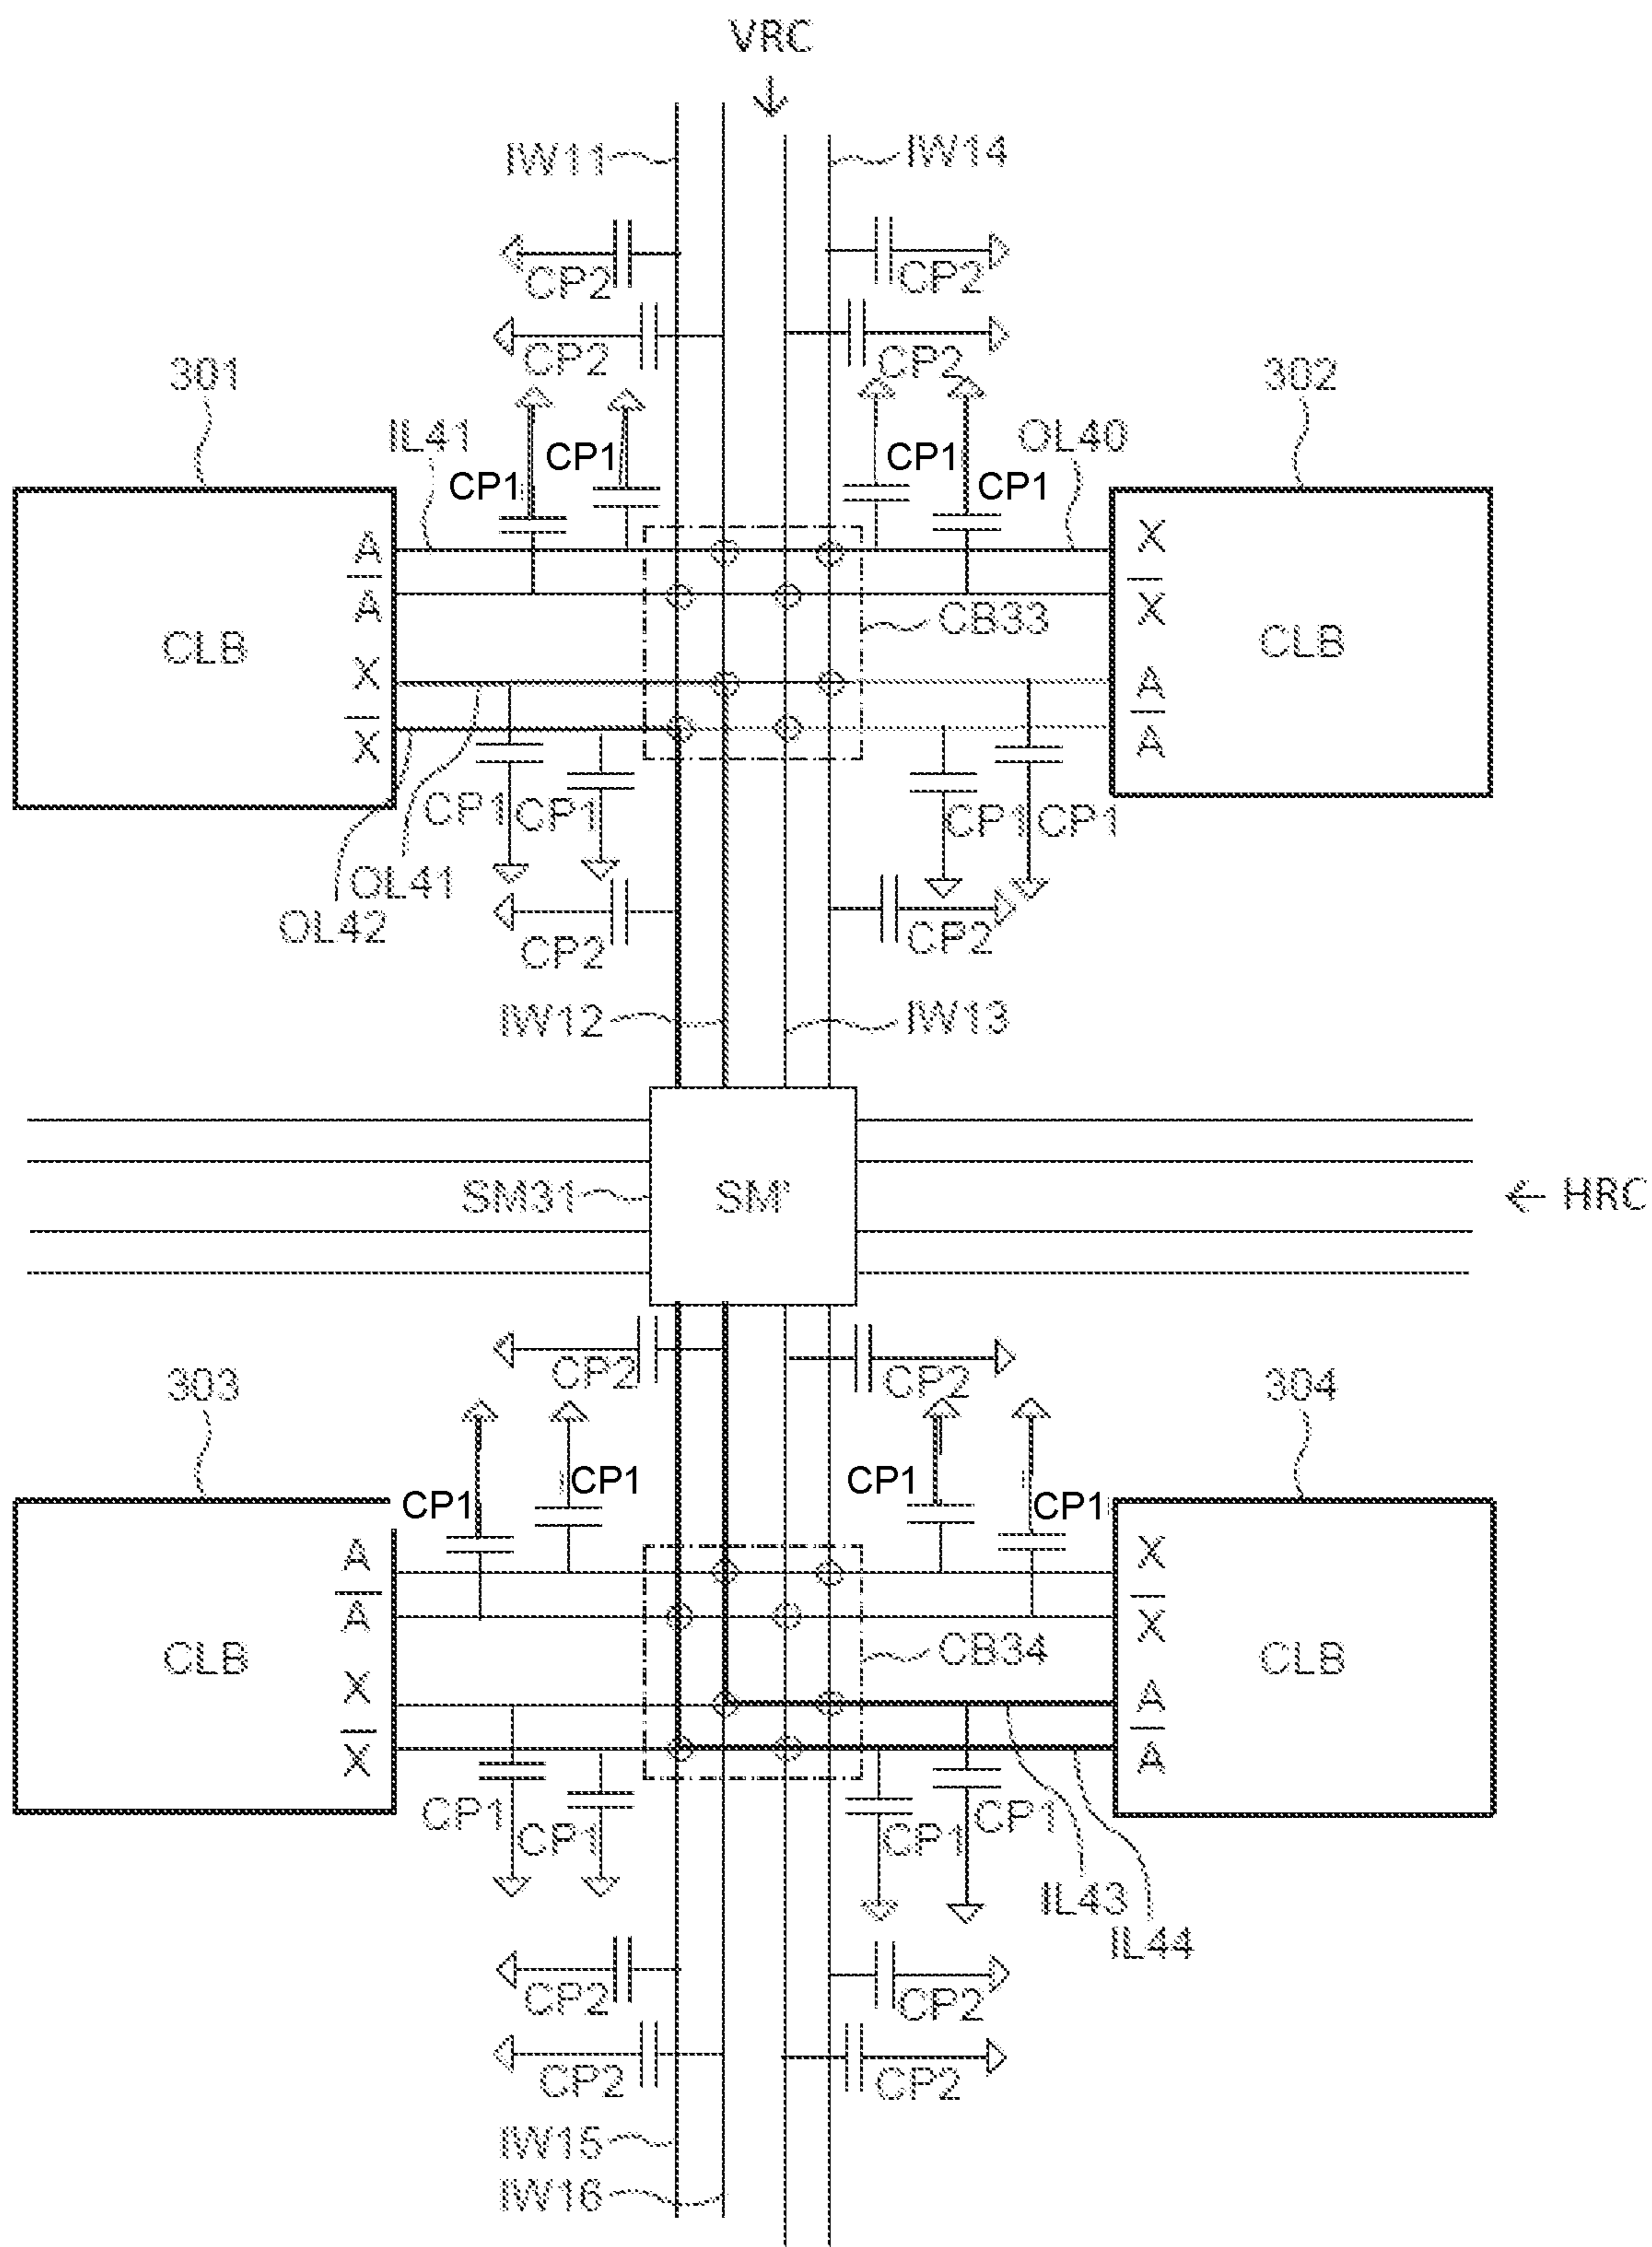 VRC
IW11 IW14
CP2 CP2
CP2 CP2
301 302
IL41 CP1 CP1 OL40
CP1 CP1
A X
A̅ X̅
CLB CB33 CLB
X A
X̅ A̅
CP1 CP1 CP1 CP1
OL41
OL42 CP2 CP2
IW12 IW13
SM31 SM' HRC
CP2 CP2
303 304
CP1 CP1 CP1 CP1
A X
A̅ X̅
CLB CB34 CLB
X A
X̅ A̅
CP1 CP1 CP1 CP1
IL43
IL44
CP2 CP2
CP2 CP2
IW15
IW16